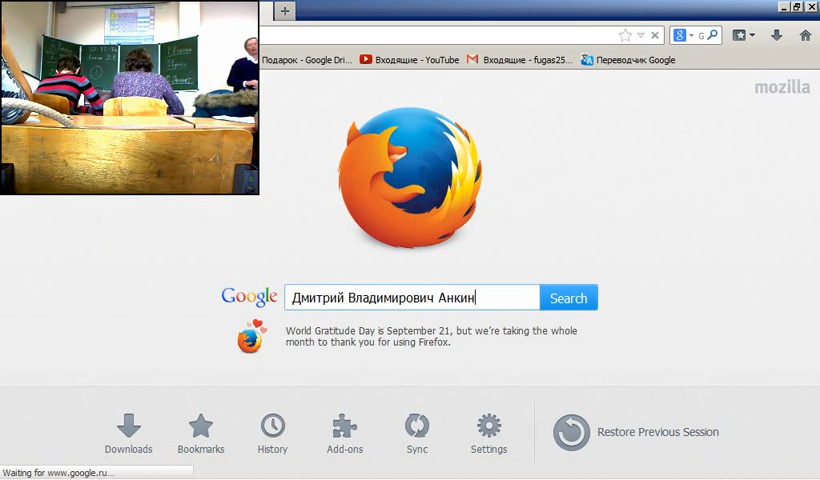 G
Подарок - Google Dri...
Входящие - YouTube
Входящие - fugas25...
Переводчик Google
mozilla
Google
Дмитрий Владимирович Анкин
Search
World Gratitude Day is September 21, but we're taking the whole
month to thank you for using Firefox.
Downloads
Bookmarks
History
Add-ons
Sync
Settings
Restore Previous Session
Waiting for www.google.ru...